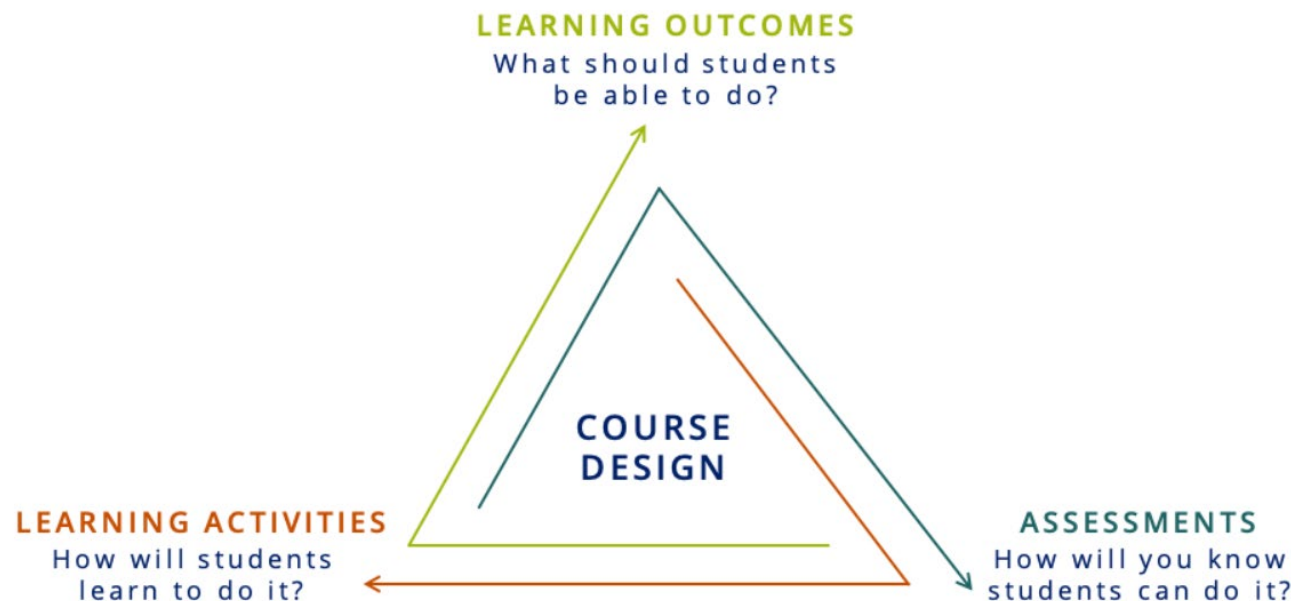 LEARNING OUTCOMES
What should students
be able to do?
COURSE
DESIGN
LEARNING ACTIVITIES
How will students
learn to do it?
ASSESSMENTS
How will you know
students can do it?